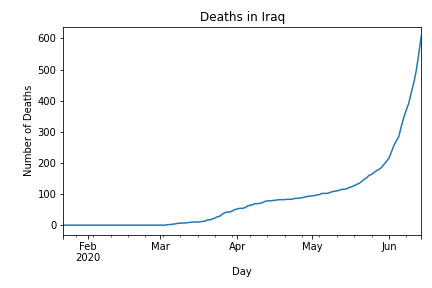 Deaths in Iraq
Number of Deaths
600
500
400
300
200
100
0
Feb
2020
Mar
Apr
May
Jun
Day